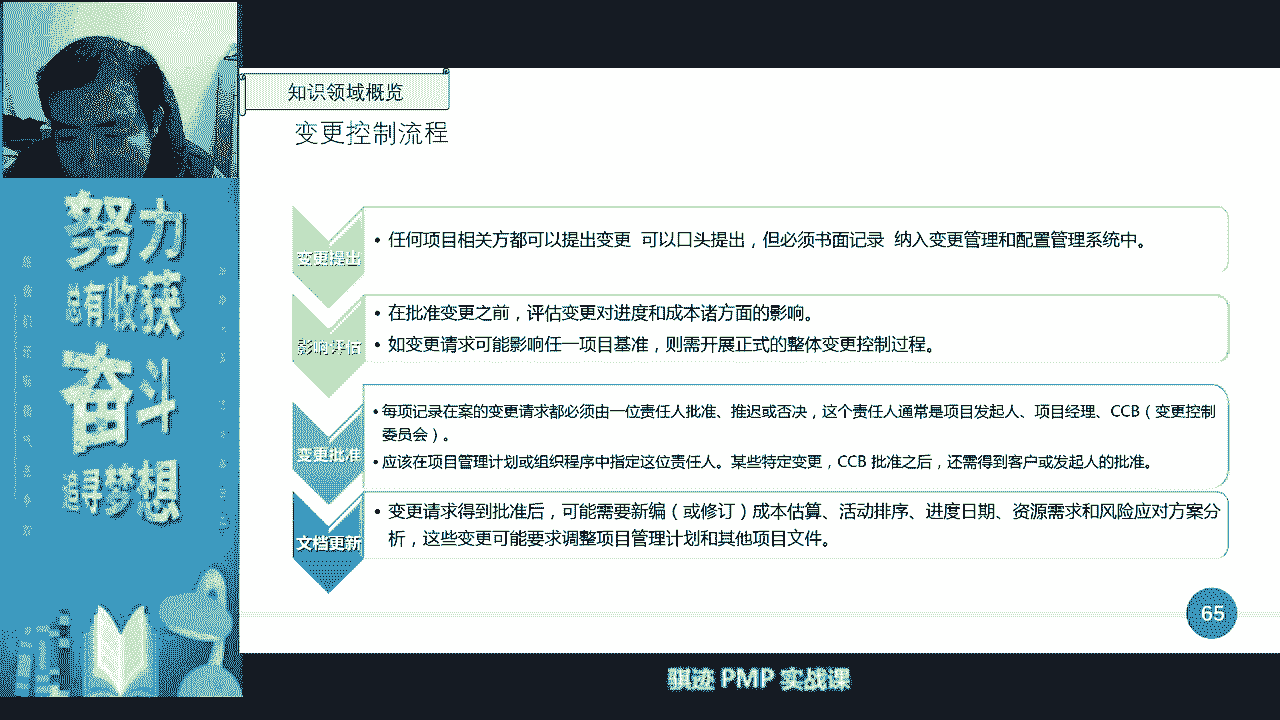 知识领域概览
变更控制流程
变更提出
• 任何项目相关方都可以提出变更 可以口头提出，但必须书面记录 纳入变更管理和配置管理系统中。
影响评估
• 在批准变更之前，评估变更对进度和成本诸方面的影响。
• 如变更请求可能影响任一项目基准，则需开展正式的整体变更控制过程。
变更批准
• 每项记录在案的变更请求都必须由一位责任人批准、推迟或否决，这个责任人通常是项目发起人、项目经理、CCB（变更控制
委员会）。
• 应该在项目管理计划或组织程序中指定这位责任人。某些特定变更，CCB 批准之后，还需得到客户或发起人的批准。
文档更新
• 变更请求得到批准后，可能需要新编（或修订）成本估算、活动排序、进度日期、资源需求和风险应对方案分
析，这些变更可能要求调整项目管理计划和其他项目文件。
65
努力
总有收获
奋斗
追寻梦想
骐迹 PMP 实战课